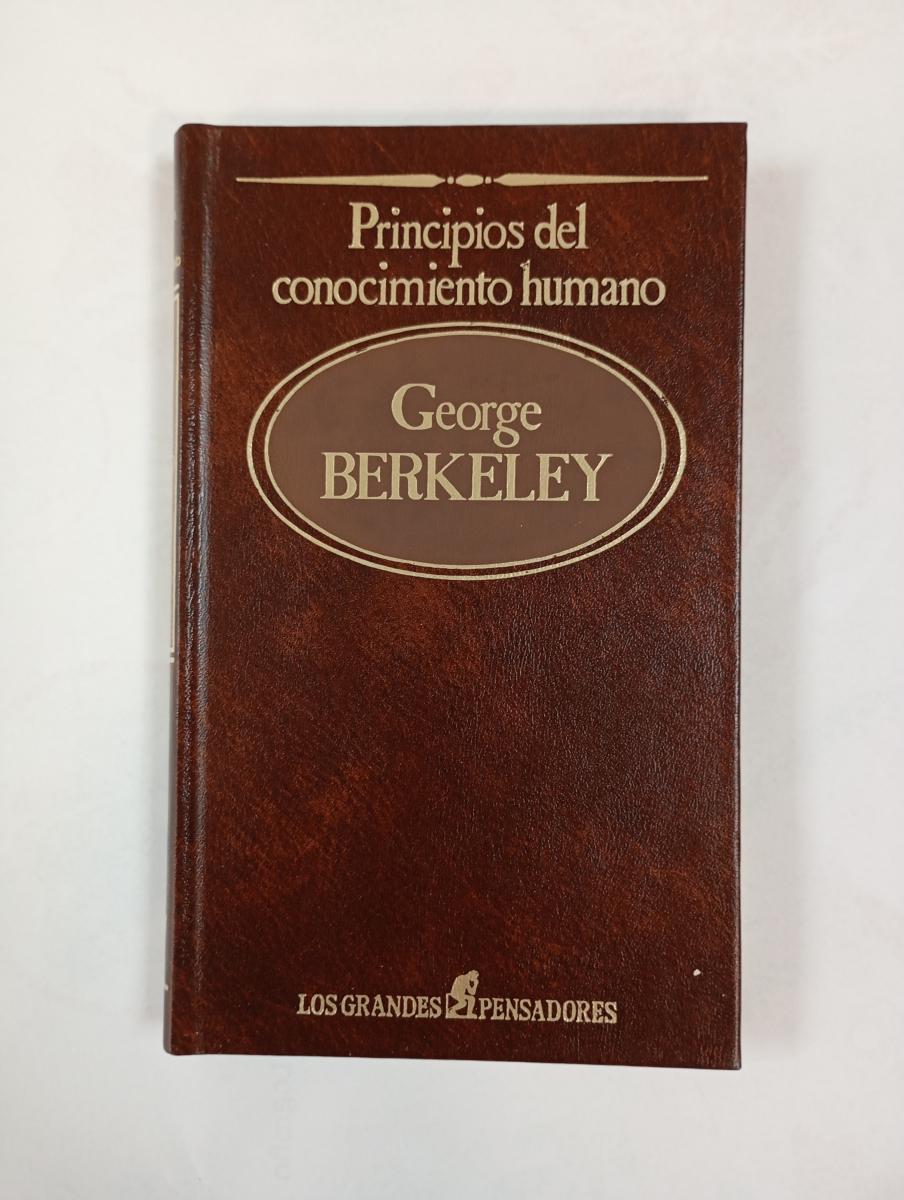 Principios del
conocimiento humano
George
BERKELEY
LOS GRANDES PENSADORES